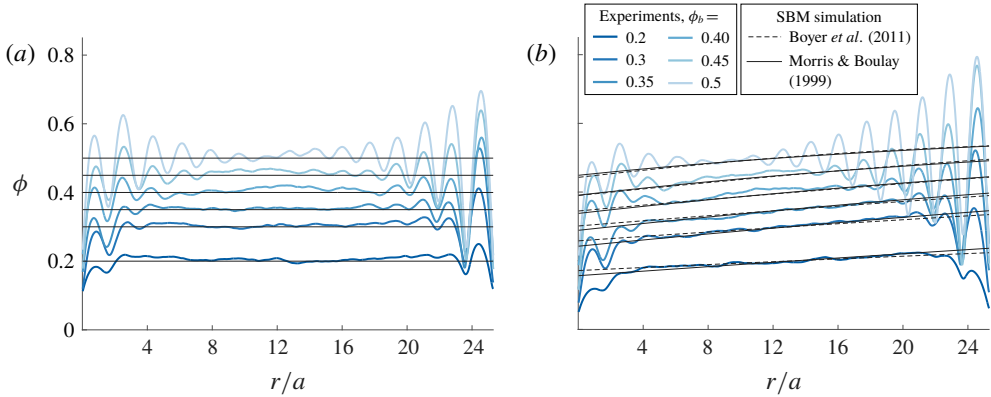 (a)
0.8
0.6
ϕ
0.4
0.2
0
4
8
12
16
20
24
r/a
(b)
Experiments, ϕb =
0.2
0.3
0.35
0.40
0.45
0.5
SBM simulation
Boyer et al. (2011)
Morris & Boulay
(1999)
4
8
12
16
20
24
r/a